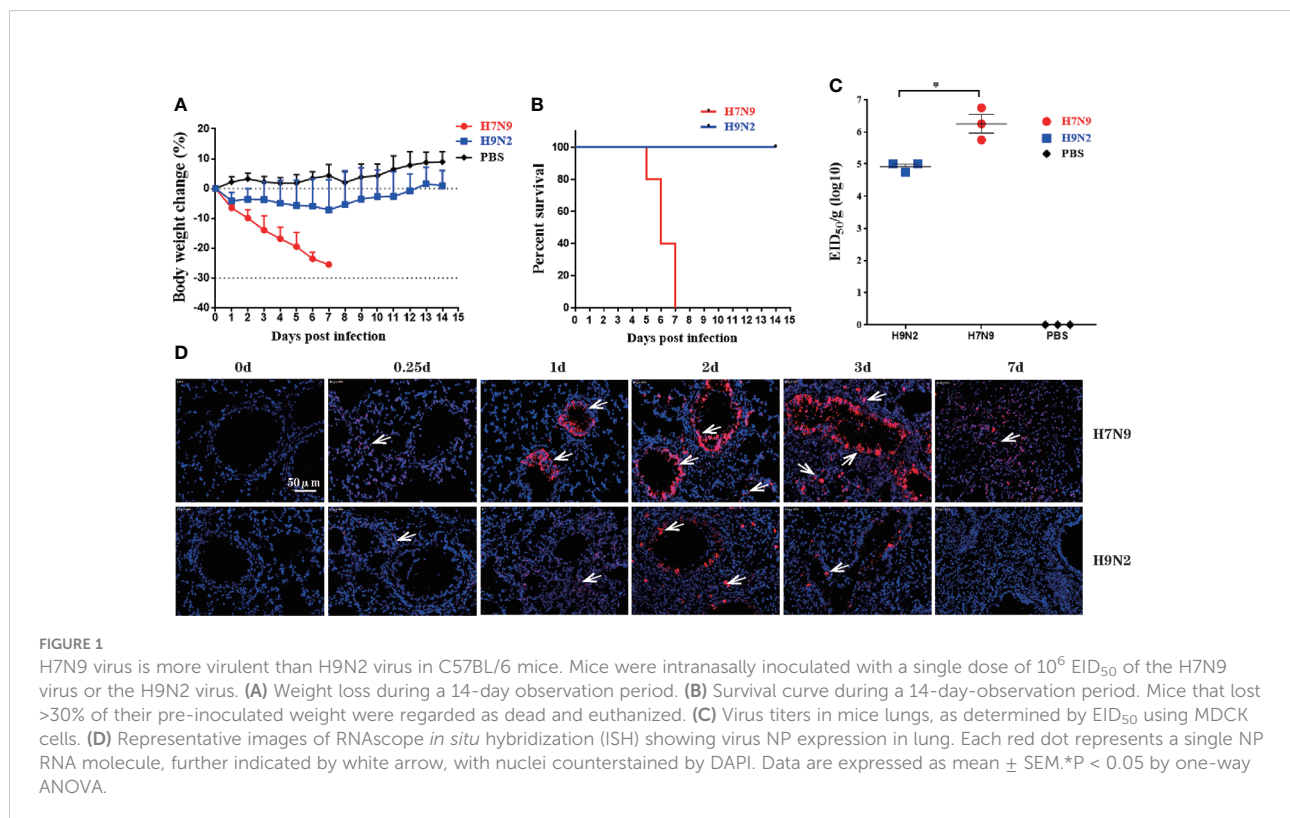 A
Body weight change (%)
20
10
0
-10
-20
-30
-40
0 1 2 3 4 5 6 7 8 9 10 11 12 13 14 15
Days post infection
H7N9
H9N2
PBS
B
Percent survival
100
80
60
40
20
0
0 1 2 3 4 5 6 7 8 9 10 11 12 13 14 15
Days post infection
H7N9
H9N2
C
EID50/g (log10)
7
6
5
4
3
2
1
0
*
H9N2 H7N9 PBS
H7N9
H9N2
PBS
D
0d 0.25d 1d 2d 3d 7d
50 μm
H7N9
H9N2
FIGURE 1
H7N9 virus is more virulent than H9N2 virus in C57BL/6 mice. Mice were intranasally inoculated with a single dose of 10⁶ EID₅₀ of the H7N9
virus or the H9N2 virus. (A) Weight loss during a 14-day observation period. (B) Survival curve during a 14-day-observation period. Mice that lost
>30% of their pre-inoculated weight were regarded as dead and euthanized. (C) Virus titers in mice lungs, as determined by EID₅₀ using MDCK
cells. (D) Representative images of RNAscope in situ hybridization (ISH) showing virus NP expression in lung. Each red dot represents a single NP
RNA molecule, further indicated by white arrow, with nuclei counterstained by DAPI. Data are expressed as mean ± SEM.*P < 0.05 by one-way
ANOVA.